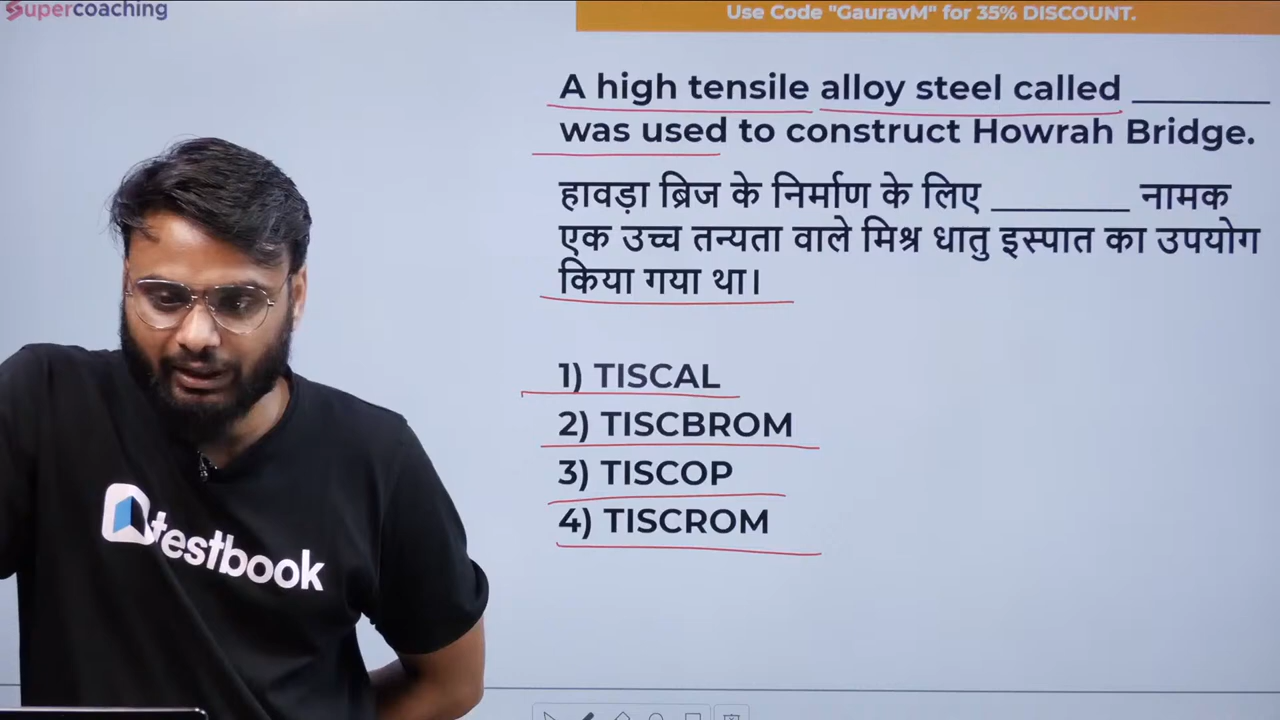 Supercoaching
Use Code "GauravM" for 35% DISCOUNT.
A high tensile alloy steel called ________
was used to construct Howrah Bridge.
हावड़ा ब्रिज के निर्माण के लिए ________ नामक
एक उच्च तन्यता वाले मिश्र धातु इस्पात का उपयोग
किया गया था।
1) TISCAL
2) TISCBROM
3) TISCOP
4) TISCROM
testbook